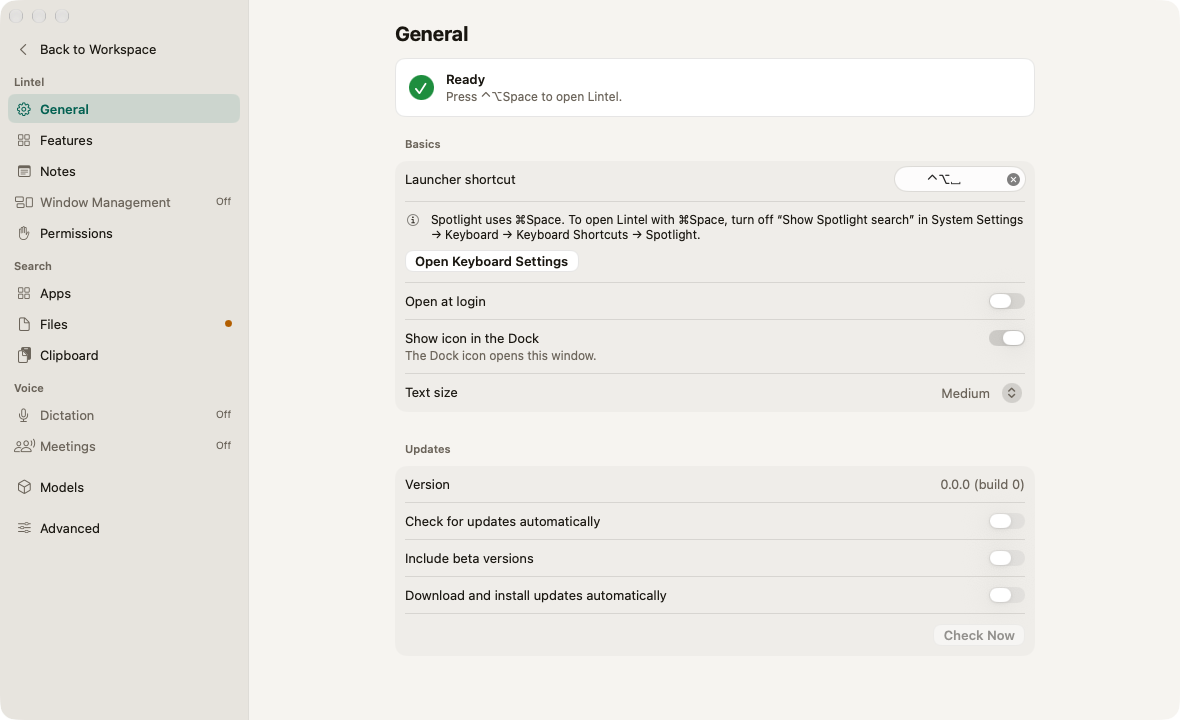 Back to Workspace
Lintel
General
Features
Notes
Window Management Off
Permissions
Search
Apps
Files
Clipboard
Voice
Dictation Off
Meetings Off
Models
Advanced
General
Ready
Press ⌃⌥Space to open Lintel.
Basics
Launcher shortcut ⌃⌥⎵
Spotlight uses ⌘Space. To open Lintel with ⌘Space, turn off “Show Spotlight search” in System Settings
→ Keyboard → Keyboard Shortcuts → Spotlight.
Open Keyboard Settings
Open at login
Show icon in the Dock
The Dock icon opens this window.
Text size Medium
Updates
Version 0.0.0 (build 0)
Check for updates automatically
Include beta versions
Download and install updates automatically
Check Now